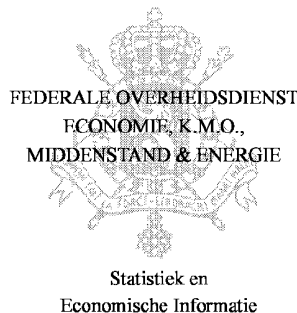 FEDERALE OVERHEIDSDIENST
ECONOMIE, K.M.O.,
MIDDENSTAND & ENERGIE
Statistiek en
Economische Informatie